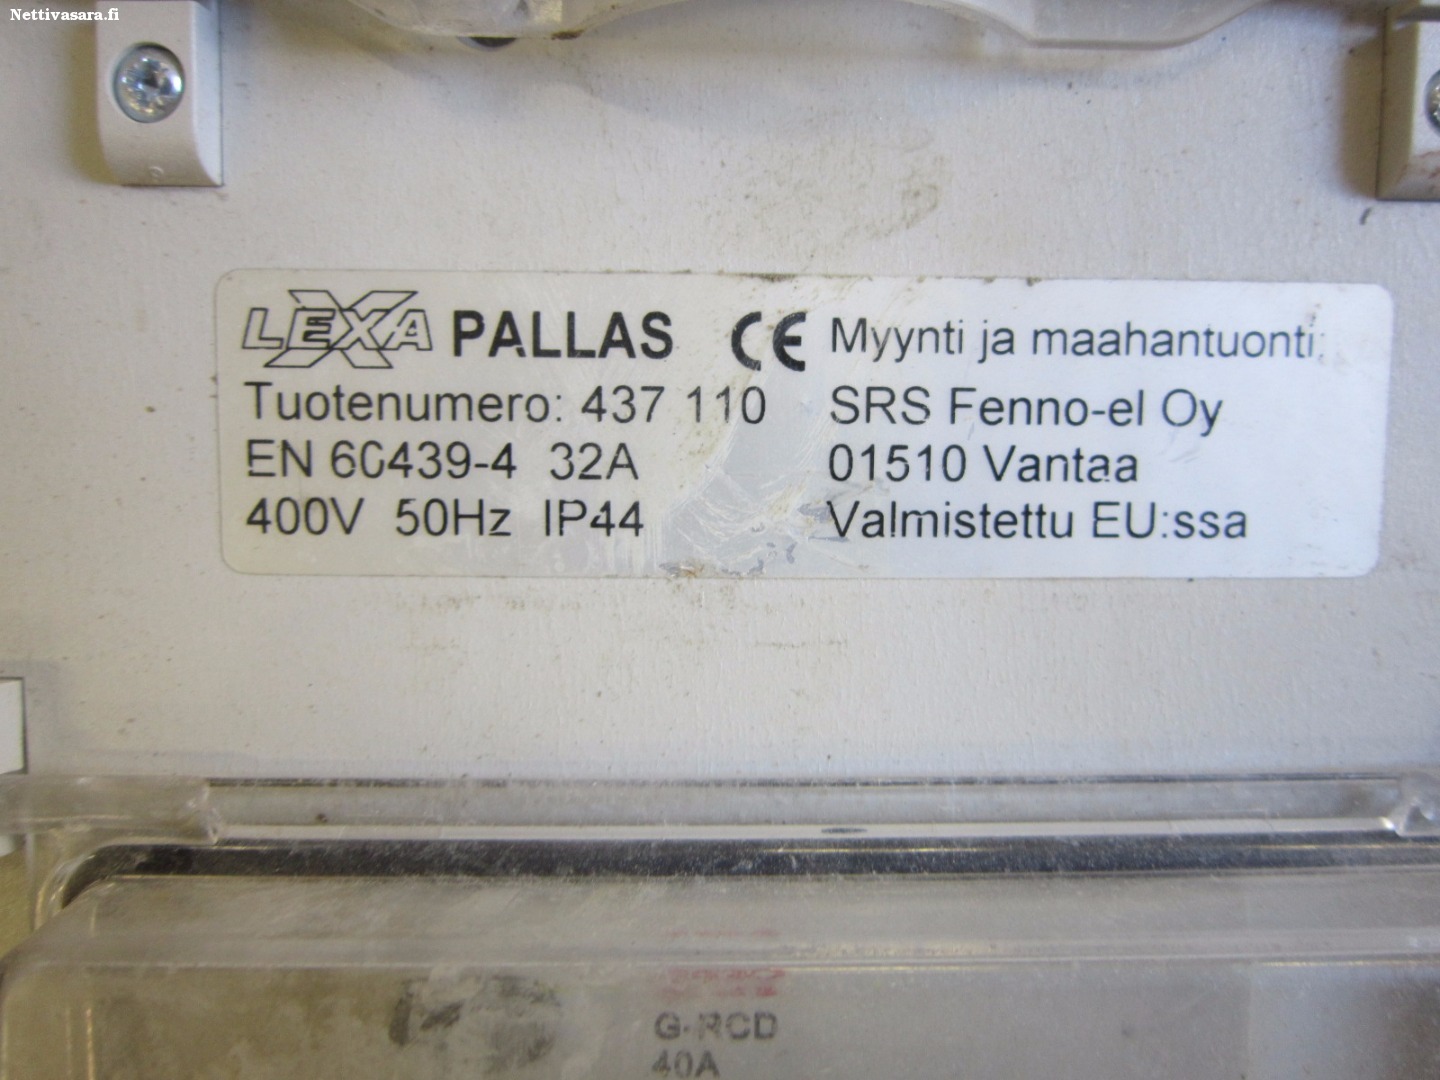 Nettivasara.fi
LEXA PALLAS CE
Tuotenumero: 437 110
EN 60439-4 32A
400V 50Hz IP44
Myynti ja maahantuonti:
SRS Fenno-el Oy
01510 Vantaa
Valmistettu EU:ssa
G-RCD
40A